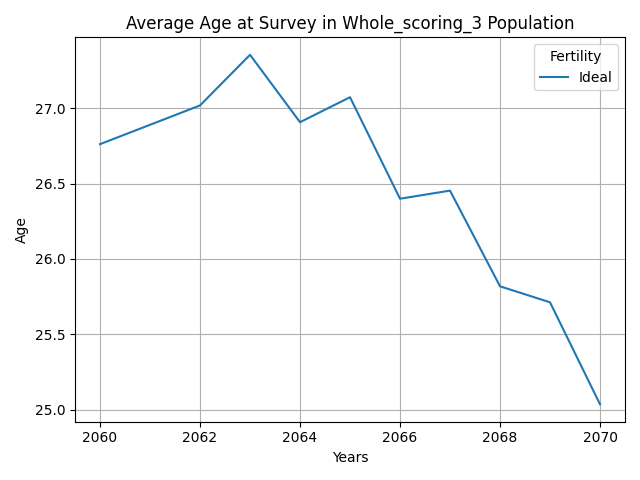 Average Age at Survey in Whole_scoring_3 Population
Fertility
Ideal
27.0
26.5
26.0
25.5
25.0
Age
2060 2062 2064 2066 2068 2070
Years